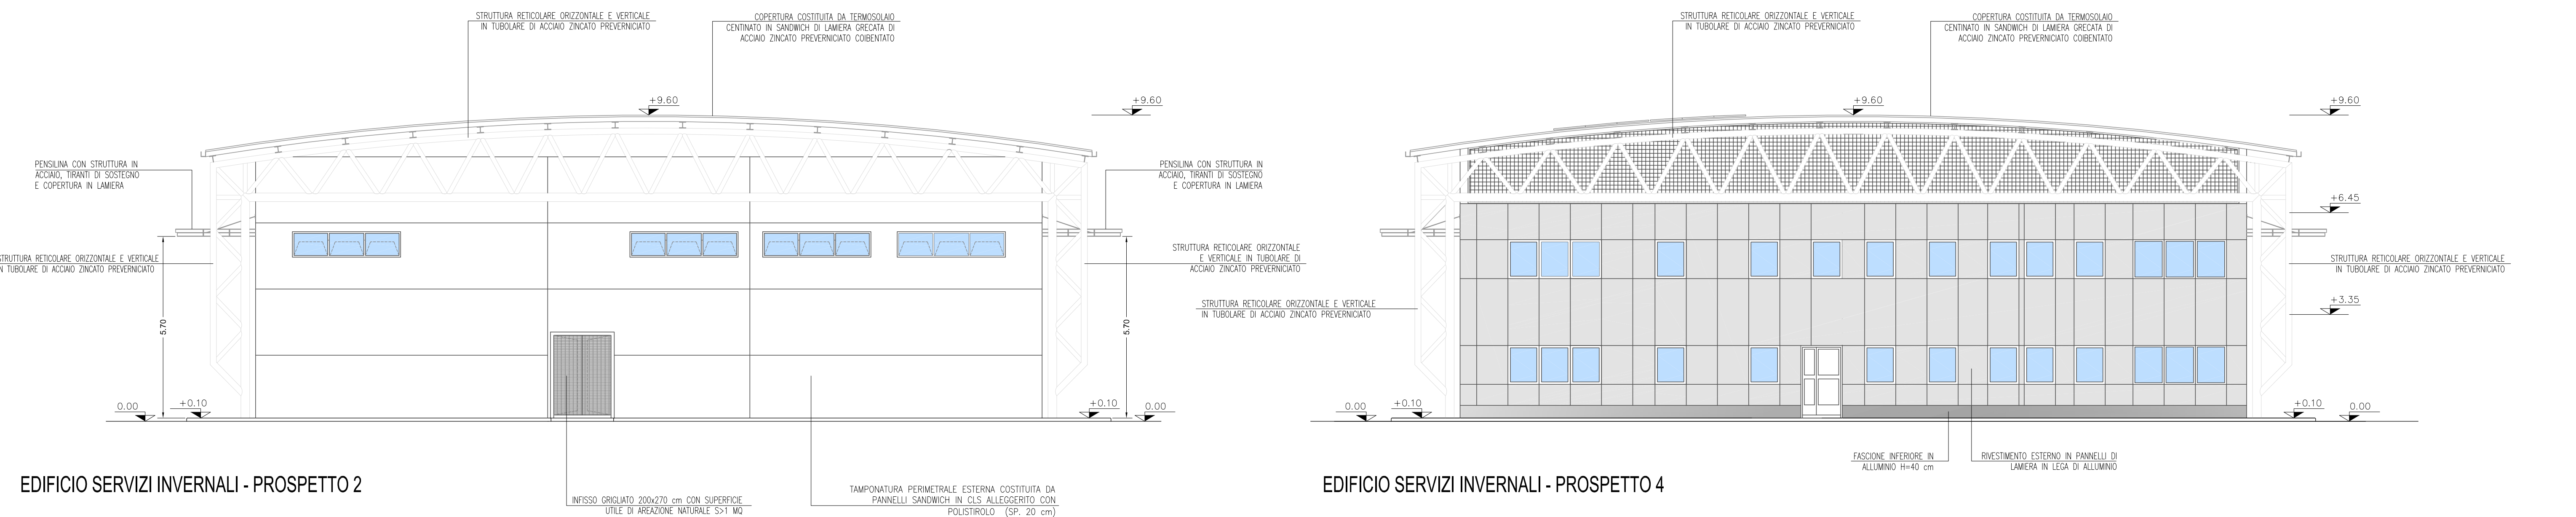 STRUTTURA RETICOLARE ORIZZONTALE E VERTICALE
IN TUBOLARE DI ACCIAIO ZINCATO PREVERNICIATO
COPERTURA COSTITUITA DA TERMOSOLAIO
CENTINATO IN SANDWICH DI LAMIERA GRECATA DI
ACCIAIO ZINCATO PREVERNICIATO COIBENTATO
+9.60
+9.60
PENSILINA CON STRUTTURA IN
ACCIAIO, TIRANTI DI SOSTEGNO
E COPERTURA IN LAMIERA
PENSILINA CON STRUTTURA IN
ACCIAIO, TIRANTI DI SOSTEGNO
E COPERTURA IN LAMIERA
STRUTTURA RETICOLARE ORIZZONTALE E VERTICALE
IN TUBOLARE DI ACCIAIO ZINCATO PREVERNICIATO
STRUTTURA RETICOLARE ORIZZONTALE
E VERTICALE IN TUBOLARE DI
ACCIAIO ZINCATO PREVERNICIATO
5.70
5.70
0.00
+0.10
+0.10
0.00
EDIFICIO SERVIZI INVERNALI - PROSPETTO 2
INFISSO GRIGLIATO 200x270 cm CON SUPERFICIE
UTILE DI AREAZIONE NATURALE S>1 MQ
TAMPONATURA PERIMETRALE ESTERNA COSTITUITA DA
PANNELLI SANDWICH IN CLS ALLEGGERITO CON
POLISTIROLO (SP. 20 cm)
STRUTTURA RETICOLARE ORIZZONTALE E VERTICALE
IN TUBOLARE DI ACCIAIO ZINCATO PREVERNICIATO
COPERTURA COSTITUITA DA TERMOSOLAIO
CENTINATO IN SANDWICH DI LAMIERA GRECATA DI
ACCIAIO ZINCATO PREVERNICIATO COIBENTATO
+9.60
+9.60
+6.45
STRUTTURA RETICOLARE ORIZZONTALE E VERTICALE
IN TUBOLARE DI ACCIAIO ZINCATO PREVERNICIATO
+3.35
STRUTTURA RETICOLARE ORIZZONTALE E VERTICALE
IN TUBOLARE DI ACCIAIO ZINCATO PREVERNICIATO
0.00
+0.10
+0.10
0.00
FASCIONE INFERIORE IN
ALLUMINIO H=40 cm
RIVESTIMENTO ESTERNO IN PANNELLI DI
LAMIERA IN LEGA DI ALLUMINIO
EDIFICIO SERVIZI INVERNALI - PROSPETTO 4